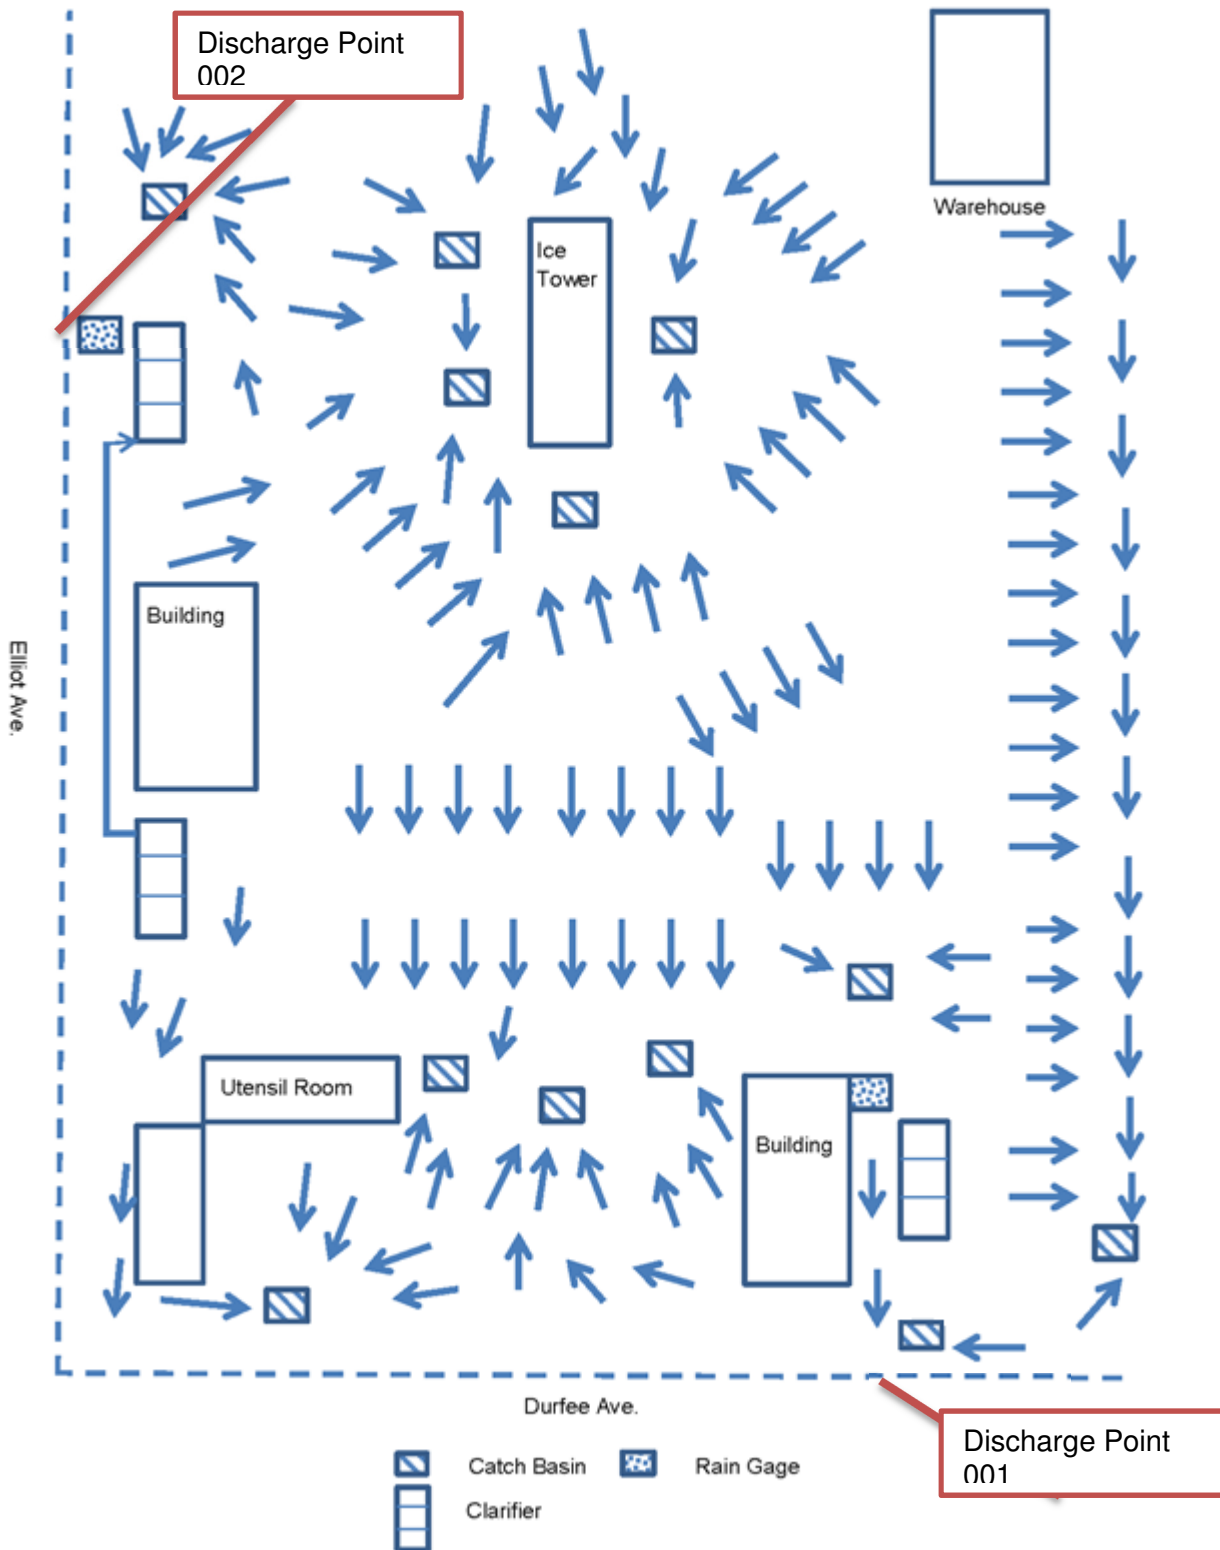 Discharge Point
002
Warehouse
Ice
Tower
Building
Elliot Ave.
Utensil Room
Building
Durfee Ave.
Discharge Point
001
Catch Basin
Rain Gage
Clarifier